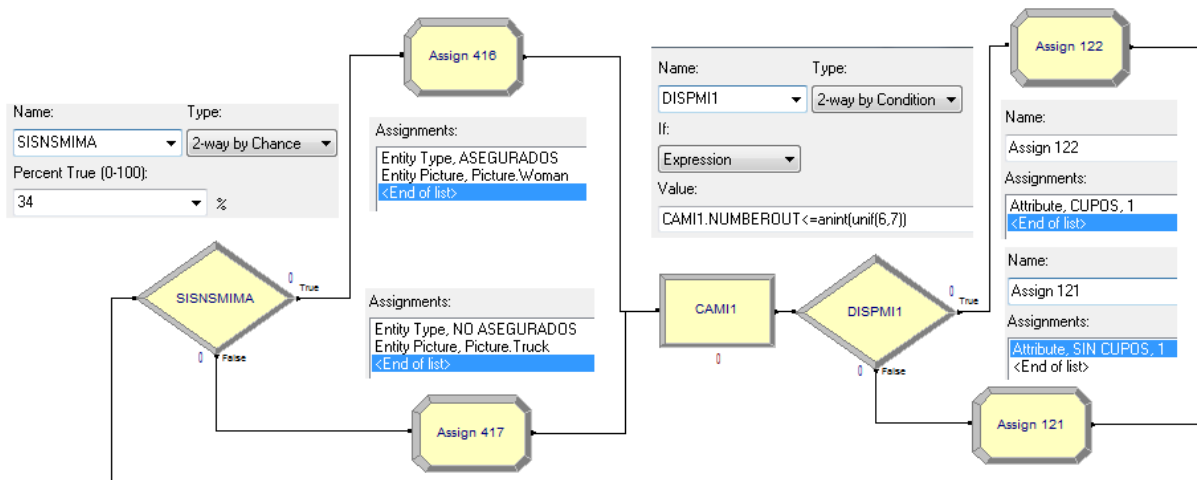 Assign 416
Name:
Type:
SISNSMIMA
2-way by Chance
Percent True (0-100):
34
%
Assignments:
Entity Type, ASEGURADOS
Entity Picture, Picture.Woman
<End of list>
0
True
SISNSMIMA
0
False
Assignments:
Entity Type, NO ASEGURADOS
Entity Picture, Picture.Truck
<End of list>
Assign 417
Name:
Type:
DISPMI1
2-way by Condition
If:
Expression
Value:
CAMI1.NUMBEROUT<=anint(unif(6,7))
CAMI1
0
DISPMI1
0
True
0
False
Assign 122
Name:
Assign 122
Assignments:
Attribute, CUPOS, 1
<End of list>
Name:
Assign 121
Assignments:
Attribute, SIN CUPOS, 1
<End of list>
Assign 121